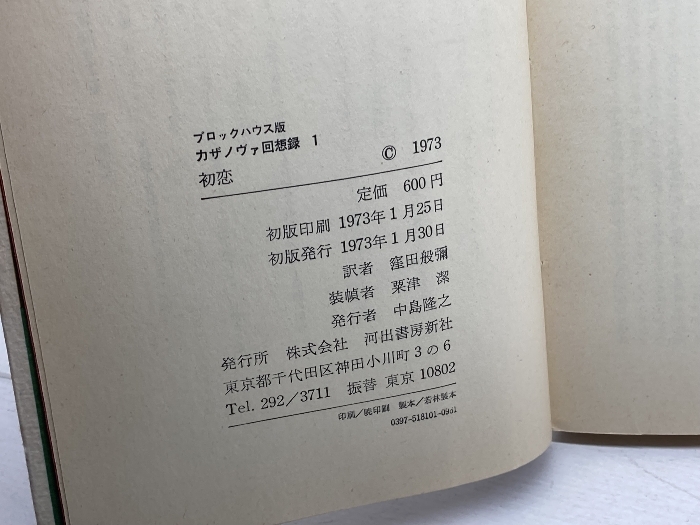 ブロックハウス版
カザノヴァ回想録 1
初恋
© 1973
定価 600円
初版印刷 1973年1月25日
初版発行 1973年1月30日
訳者 窪田般彌
装幀者 粟津 潔
発行者 中島隆之
発行所 株式会社 河出書房新社
東京都千代田区神田小川町3の6
Tel. 292/3711 振替 東京 10802
印刷/暁印刷 製本/若林製本
0397-518101-0961